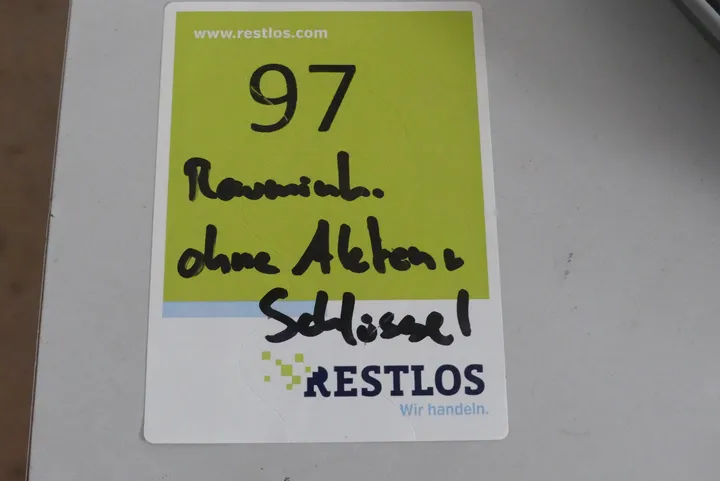 www.restlos.com
97
Rauminh.
ohne Akten u
Schlüssel
RESTLOS
Wir handeln.